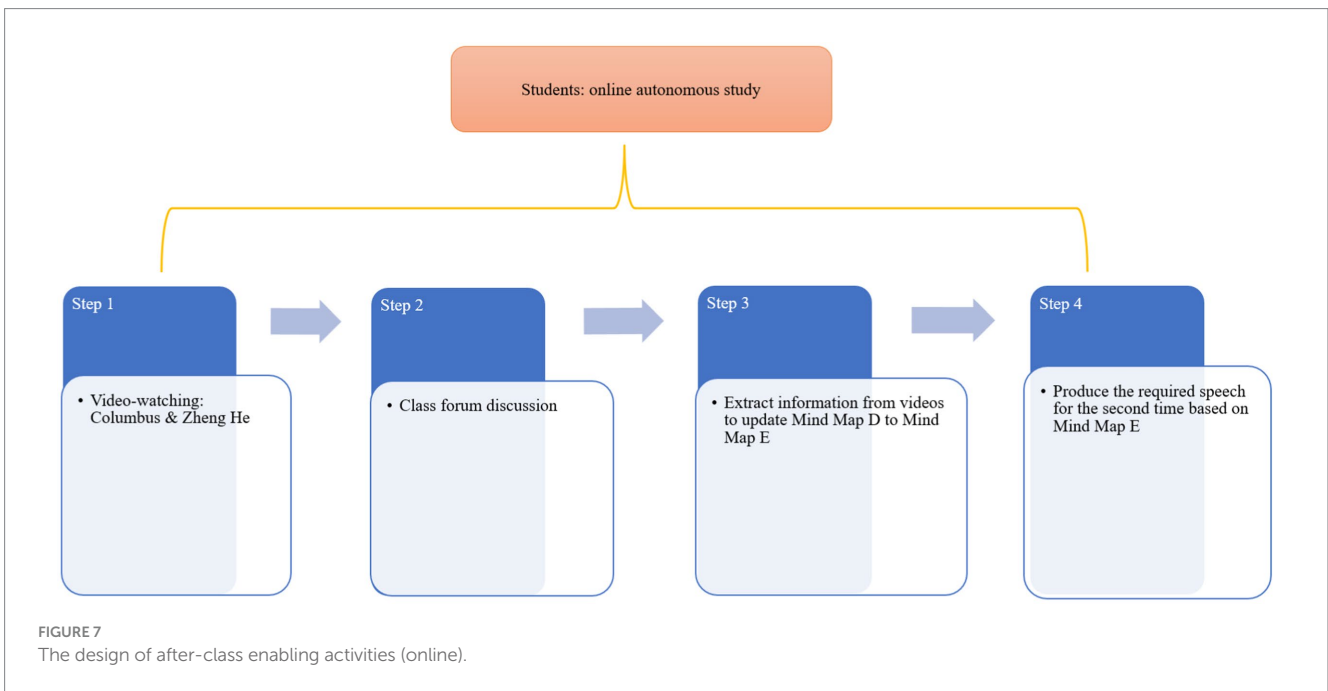 Students: online autonomous study
Step 1
• Video-watching:
Columbus & Zheng He
Step 2
• Class forum discussion
Step 3
• Extract information from videos
to update Mind Map D to Mind
Map E
Step 4
• Produce the required speech
for the second time based on
Mind Map E
FIGURE 7
The design of after-class enabling activities (online).